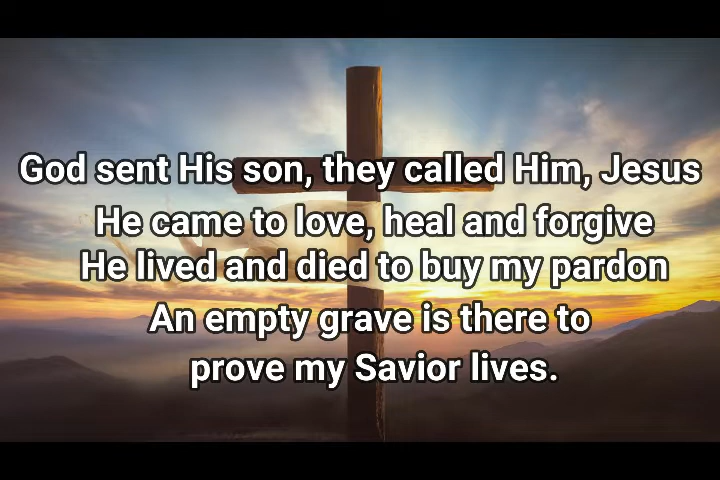 God sent His son, they called Him, Jesus
He came to love, heal and forgive
He lived and died to buy my pardon
An empty grave is there to
prove my Savior lives.